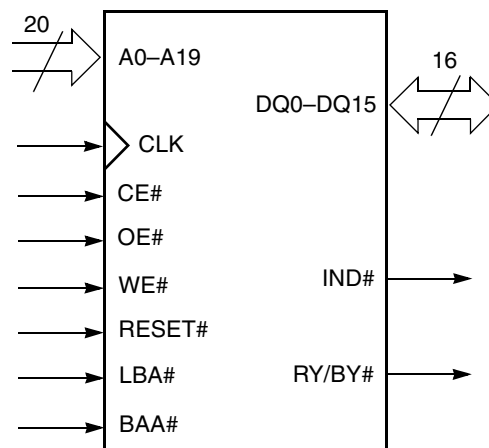 20
A0–A19
16
DQ0–DQ15
CLK
CE#
OE#
WE#
IND#
RESET#
LBA#
RY/BY#
BAA#